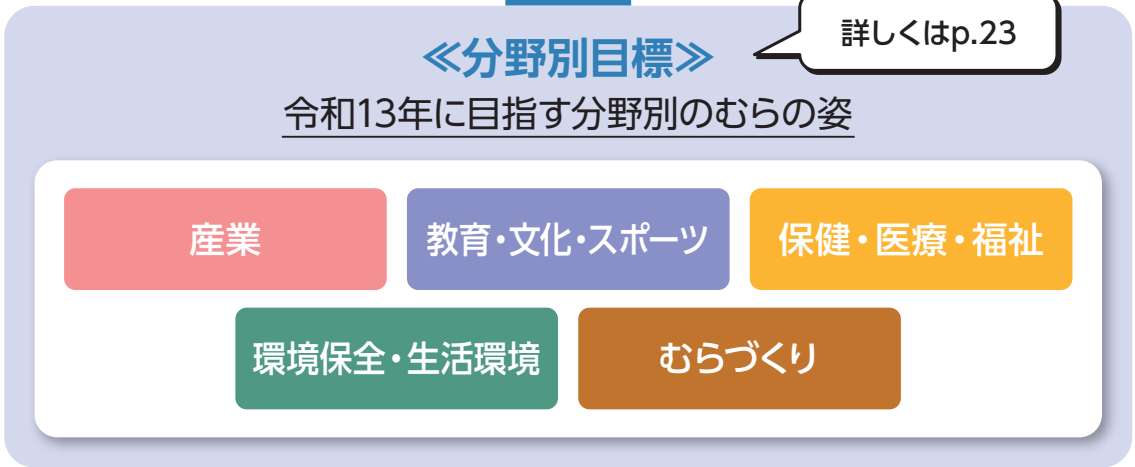 詳しくはp.23
≪分野別目標≫
令和13年に目指す分野別のむらの姿
産業
教育・文化・スポーツ
保健・医療・福祉
環境保全・生活環境
むらづくり